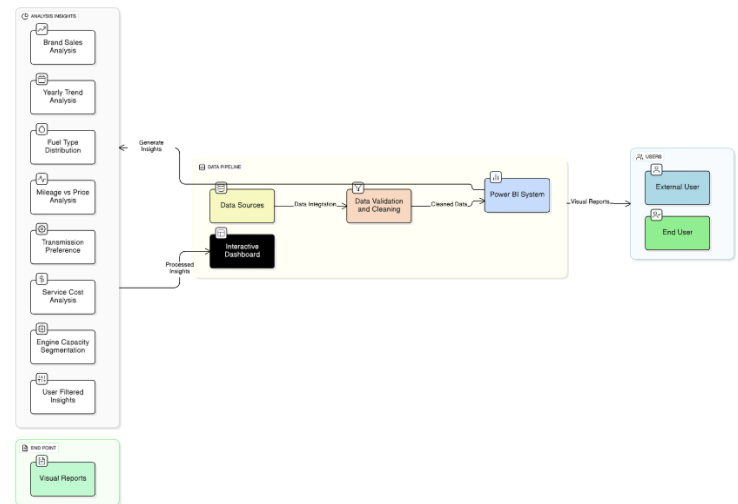 ANALYSIS INSIGHTS
Brand Sales
Analysis
Yearly Trend
Analysis
Fuel Type
Distribution
Mileage vs Price
Analysis
Transmission
Preference
Service Cost
Analysis
Engine Capacity
Segmentation
User Filtered
Insights
Generate
Insights
Processed
Insights
DATA PIPELINE
Data Sources
Data Integration
Data Validation
and Cleaning
Cleaned Data
Power BI System
Interactive
Dashboard
Visual Reports
USERS
External User
End User
END POINT
Visual Reports